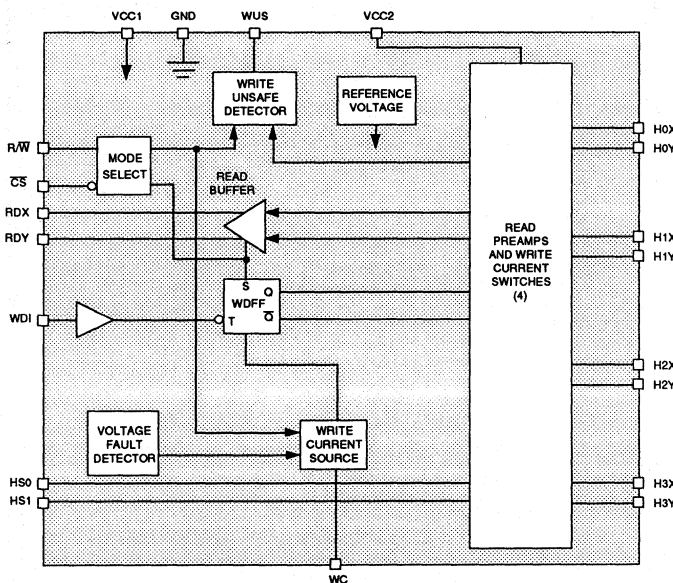 VCC1 GND WUS VCC2
WRITE
UNSAFE
DETECTOR
REFERENCE
VOLTAGE
R/W̅
C̅S̅
MODE
SELECT
READ
BUFFER
RDX
RDY
S
WDFF
Q
Q̅
T
WDI
READ
PREAMPS
AND WRITE
CURRENT
SWITCHES
(4)
VOLTAGE
FAULT
DETECTOR
WRITE
CURRENT
SOURCE
HS0
HS1
H0X
H0Y
H1X
H1Y
H2X
H2Y
H3X
H3Y
WC